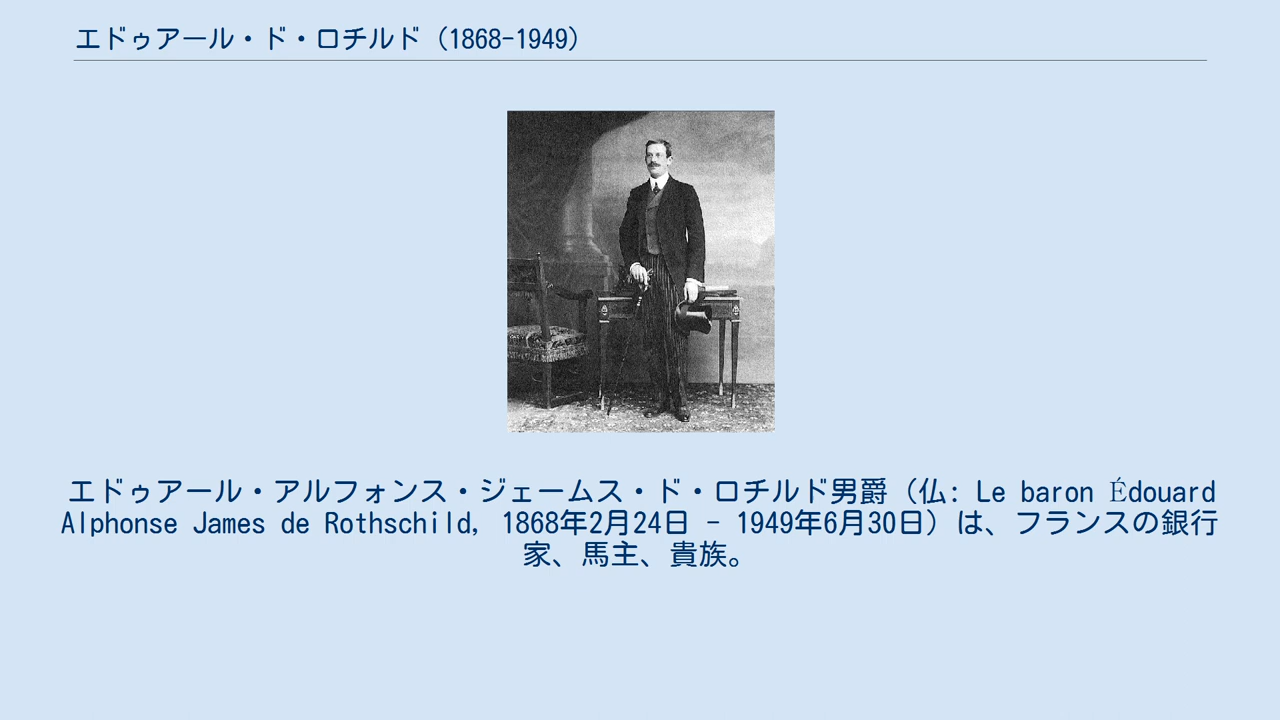 エドゥアール・ド・ロチルド（1868-1949）
エドゥアール・アルフォンス・ジェームス・ド・ロチルド男爵（仏: Le baron Édouard
Alphonse James de Rothschild, 1868年2月24日 - 1949年6月30日）は、フランスの銀行
家、馬主、貴族。